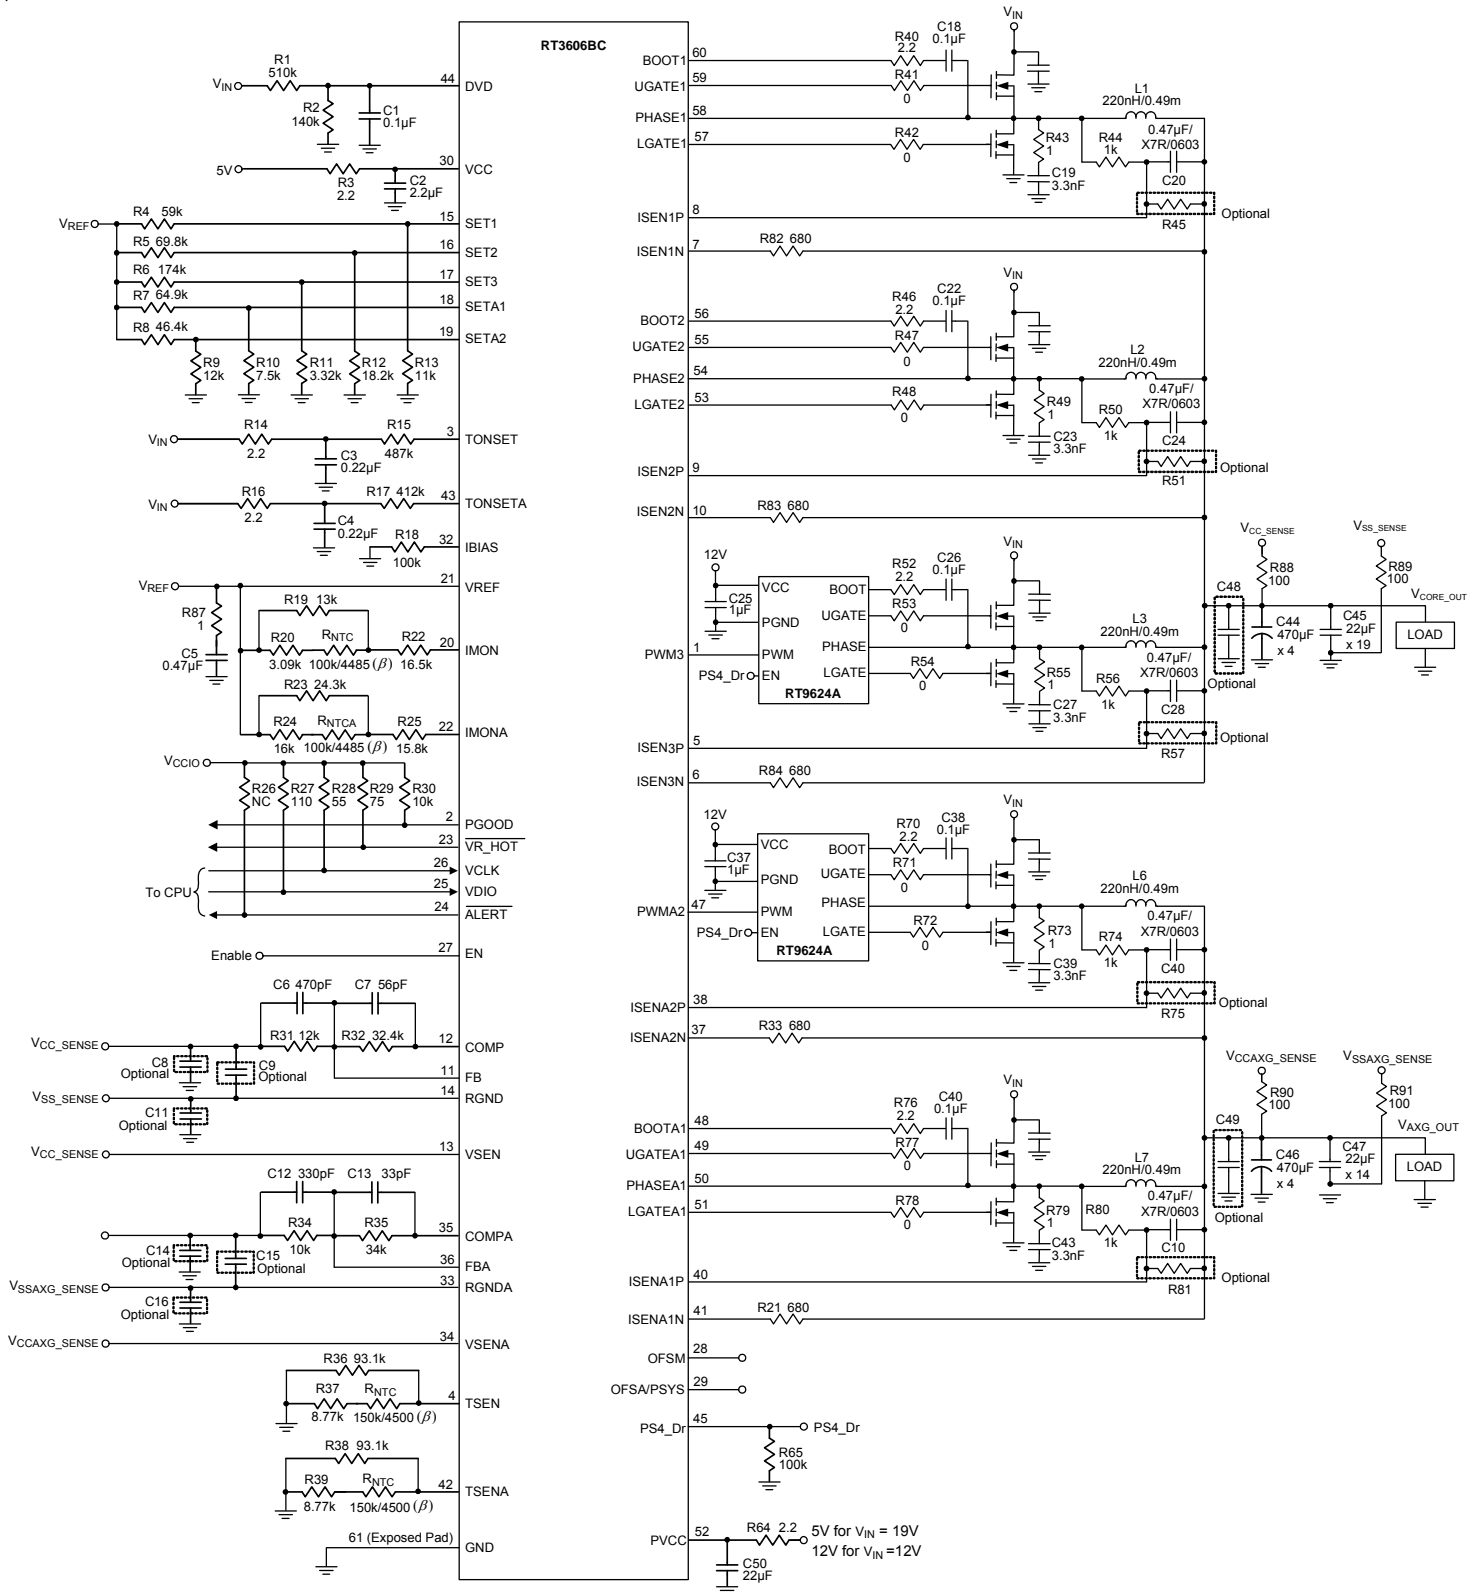 RT3606BC
VIN
R1
510k
R2
140k
C1
0.1µF
44
DVD
5V
R3
2.2
C2
2.2µF
30
VCC
VREF
R4 59k
15
SET1
R5 69.8k
16
SET2
R6 174k
17
SET3
R7 64.9k
18
SETA1
R8 46.4k
19
SETA2
R9
12k
R10
7.5k
R11
3.32k
R12
18.2k
R13
11k
VIN
R14
2.2
R15
487k
3
TONSET
C3
0.22µF
VIN
R16
2.2
R17 412k
43
TONSETA
C4
0.22µF
R18
100k
32
IBIAS
VREF
21
VREF
R87
1
C5
0.47µF
R19 13k
R20
3.09k
RNTC
100k/4485 (β)
R22
16.5k
20
IMON
R23 24.3k
R24
16k
RNTCA
100k/4485 (β)
R25
15.8k
22
IMONA
VCCIO
R26
NC
R27
110
R28
55
R29
75
R30
10k
2
PGOOD
23
VR_HOT
26
VCLK
To CPU
25
VDIO
24
ALERT
Enable
27
EN
C6 470pF
C7 56pF
VCC_SENSE
R31 12k
R32 32.4k
12
COMP
C8
Optional
C9
Optional
11
FB
VSS_SENSE
14
RGND
C11
Optional
VCC_SENSE
13
VSEN
C12 330pF
C13 33pF
R34
10k
R35
34k
35
COMPA
C14
Optional
C15
Optional
36
FBA
VSSAXG_SENSE
33
RGNDA
C16
Optional
VCCAXG_SENSE
34
VSENA
R36 93.1k
R37
8.77k
RNTC
150k/4500 (β)
4
TSEN
R38 93.1k
R39
8.77k
RNTC
150k/4500 (β)
42
TSENA
61 (Exposed Pad)
GND
VIN
BOOT1
60
R40
2.2
C18
0.1µF
UGATE1
59
R41
0
PHASE1
58
LGATE1
57
R42
0
R43
1
C19
3.3nF
L1
220nH/0.49m
R44
1k
0.47µF/
X7R/0603
C20
ISEN1P
8
R45
Optional
ISEN1N
7
R82 680
VIN
BOOT2
56
R46
2.2
C22
0.1µF
UGATE2
55
R47
0
PHASE2
54
LGATE2
53
R48
0
R49
1
C23
3.3nF
L2
220nH/0.49m
R50
1k
0.47µF/
X7R/0603
C24
ISEN2P
9
R51
Optional
ISEN2N
10
R83 680
12V
C25
1µF
VCC
PGND
PWM
EN
BOOT
UGATE
PHASE
LGATE
RT9624A
PWM3
1
PS4_Dr
R52
2.2
C26
0.1µF
R53
0
R54
0
VIN
R55
1
C27
3.3nF
L3
220nH/0.49m
R56
1k
0.47µF/
X7R/0603
C28
ISEN3P
5
R57
Optional
ISEN3N
6
R84 680
VCC_SENSE
R88
100
VSS_SENSE
R89
100
VCORE_OUT
C48
Optional
C44
470µF
x 4
C45
22µF
x 19
LOAD
12V
C37
1µF
VCC
PGND
PWM
EN
BOOT
UGATE
PHASE
LGATE
RT9624A
PWMA2
47
PS4_Dr
R70
2.2
C38
0.1µF
R71
0
R72
0
VIN
R73
1
C39
3.3nF
L6
220nH/0.49m
R74
1k
0.47µF/
X7R/0603
C40
ISENA2P
38
R75
Optional
ISENA2N
37
R33 680
VIN
BOOTA1
48
R76
2.2
C40
0.1µF
UGATEA1
49
R77
0
PHASEA1
50
LGATEA1
51
R78
0
R79
1
C43
3.3nF
L7
220nH/0.49m
R80
1k
0.47µF/
X7R/0603
C10
ISENA1P
40
R81
Optional
ISENA1N
41
R21 680
VCCAXG_SENSE
R90
100
VSSAXG_SENSE
R91
100
VAXG_OUT
C49
Optional
C46
470µF
x 4
C47
22µF
x 14
LOAD
OFSM
28
OFSA/PSYS
29
PS4_Dr
45
PS4_Dr
R65
100k
PVCC
52
R64 2.2
5V for VIN = 19V
12V for VIN =12V
C50
22µF